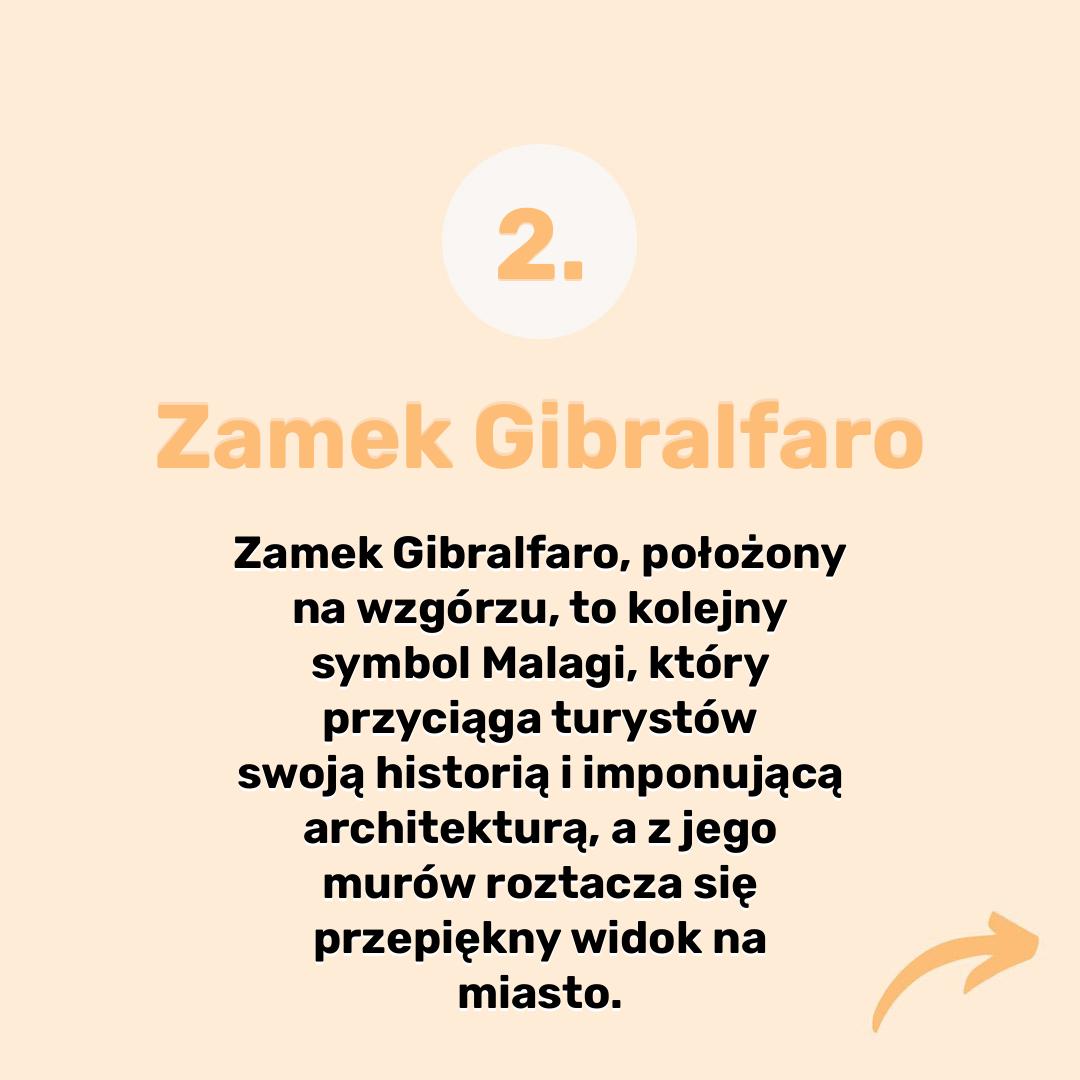 2.
Zamek Gibralfaro
Zamek Gibralfaro, położony
na wzgórzu, to kolejny
symbol Malagi, który
przyciąga turystów
swoją historią i imponującą
architekturą, a z jego
murów roztacza się
przepiękny widok na
miasto.